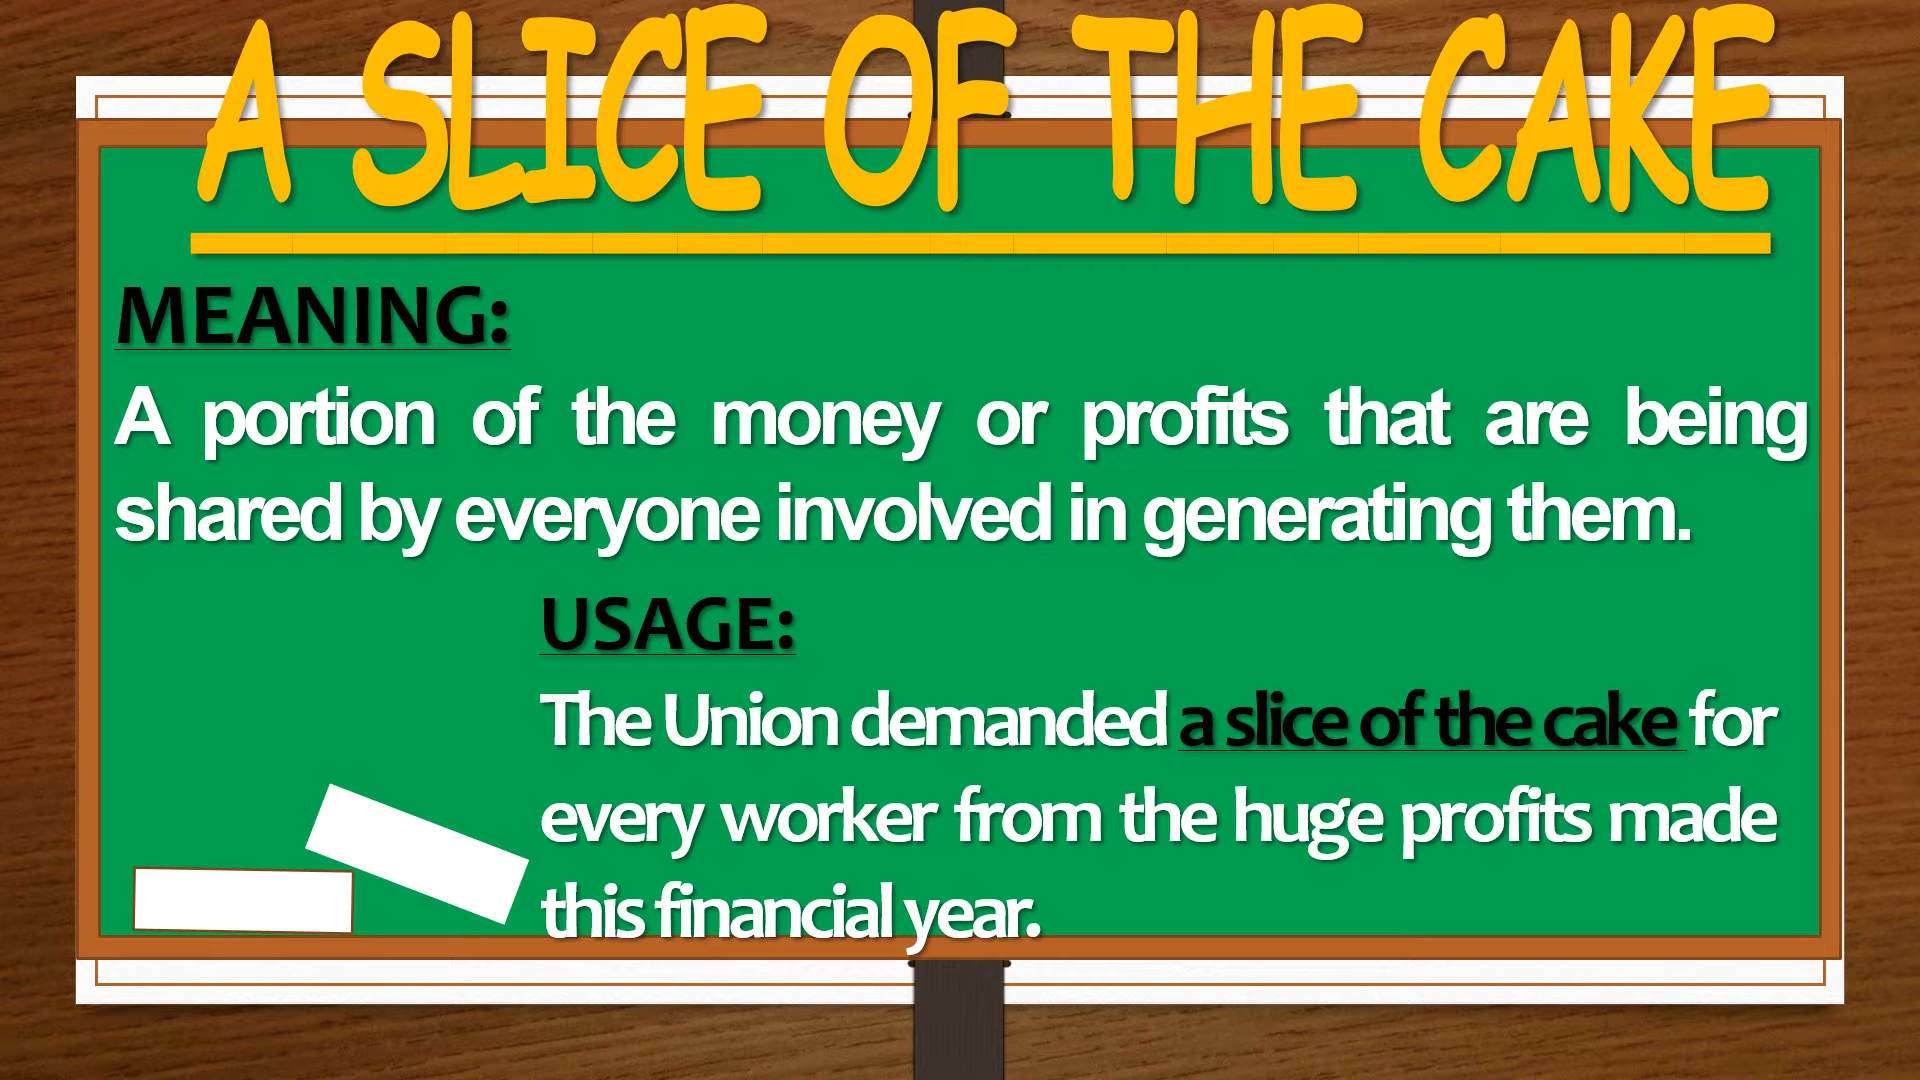 A SLICE OF THE CAKE
MEANING:
A portion of the money or profits that are being
shared by everyone involved in generating them.
USAGE:
The Union demanded a slice of the cake for
every worker from the huge profits made
this financial year.